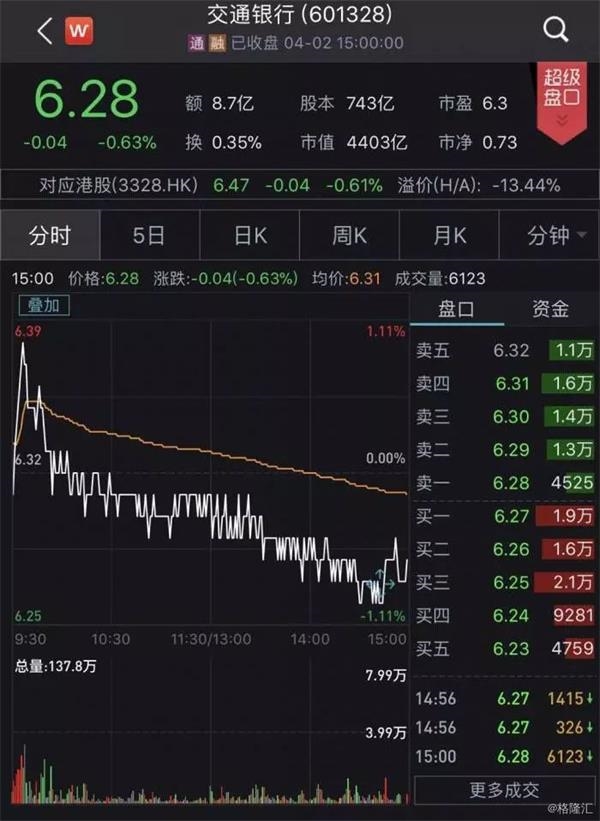 交通银行 (601328)
W
通 融 已收盘 04-02 15:00:00
6.28 额 8.7亿 股本 743亿 市盈 6.3
-0.04 -0.63% 换 0.35% 市值 4403亿 市净 0.73
超级
盘口
对应港股(3328.HK) 6.47 -0.04 -0.61% 溢价(H/A): -13.44%
分时 5日 日K 周K 月K 分钟
15:00 价格:6.28 涨跌:-0.04(-0.63%) 均价:6.31 成交量:6123
叠加
6.39 1.11%
6.32 0.00%
6.25 -1.11%
9:30 10:30 11:30/13:00 14:00 15:00
总量:137.8万
7.99万
3.99万
盘口 资金
卖五 6.32 1.1万
卖四 6.31 1.6万
卖三 6.30 1.4万
卖二 6.29 1.3万
卖一 6.28 4525
买一 6.27 1.9万
买二 6.26 1.6万
买三 6.25 2.1万
买四 6.24 9281
买五 6.23 4759
14:56 6.27 1415↓
14:56 6.27 326↓
15:00 6.28 6123↓
更多成交
@格隆汇